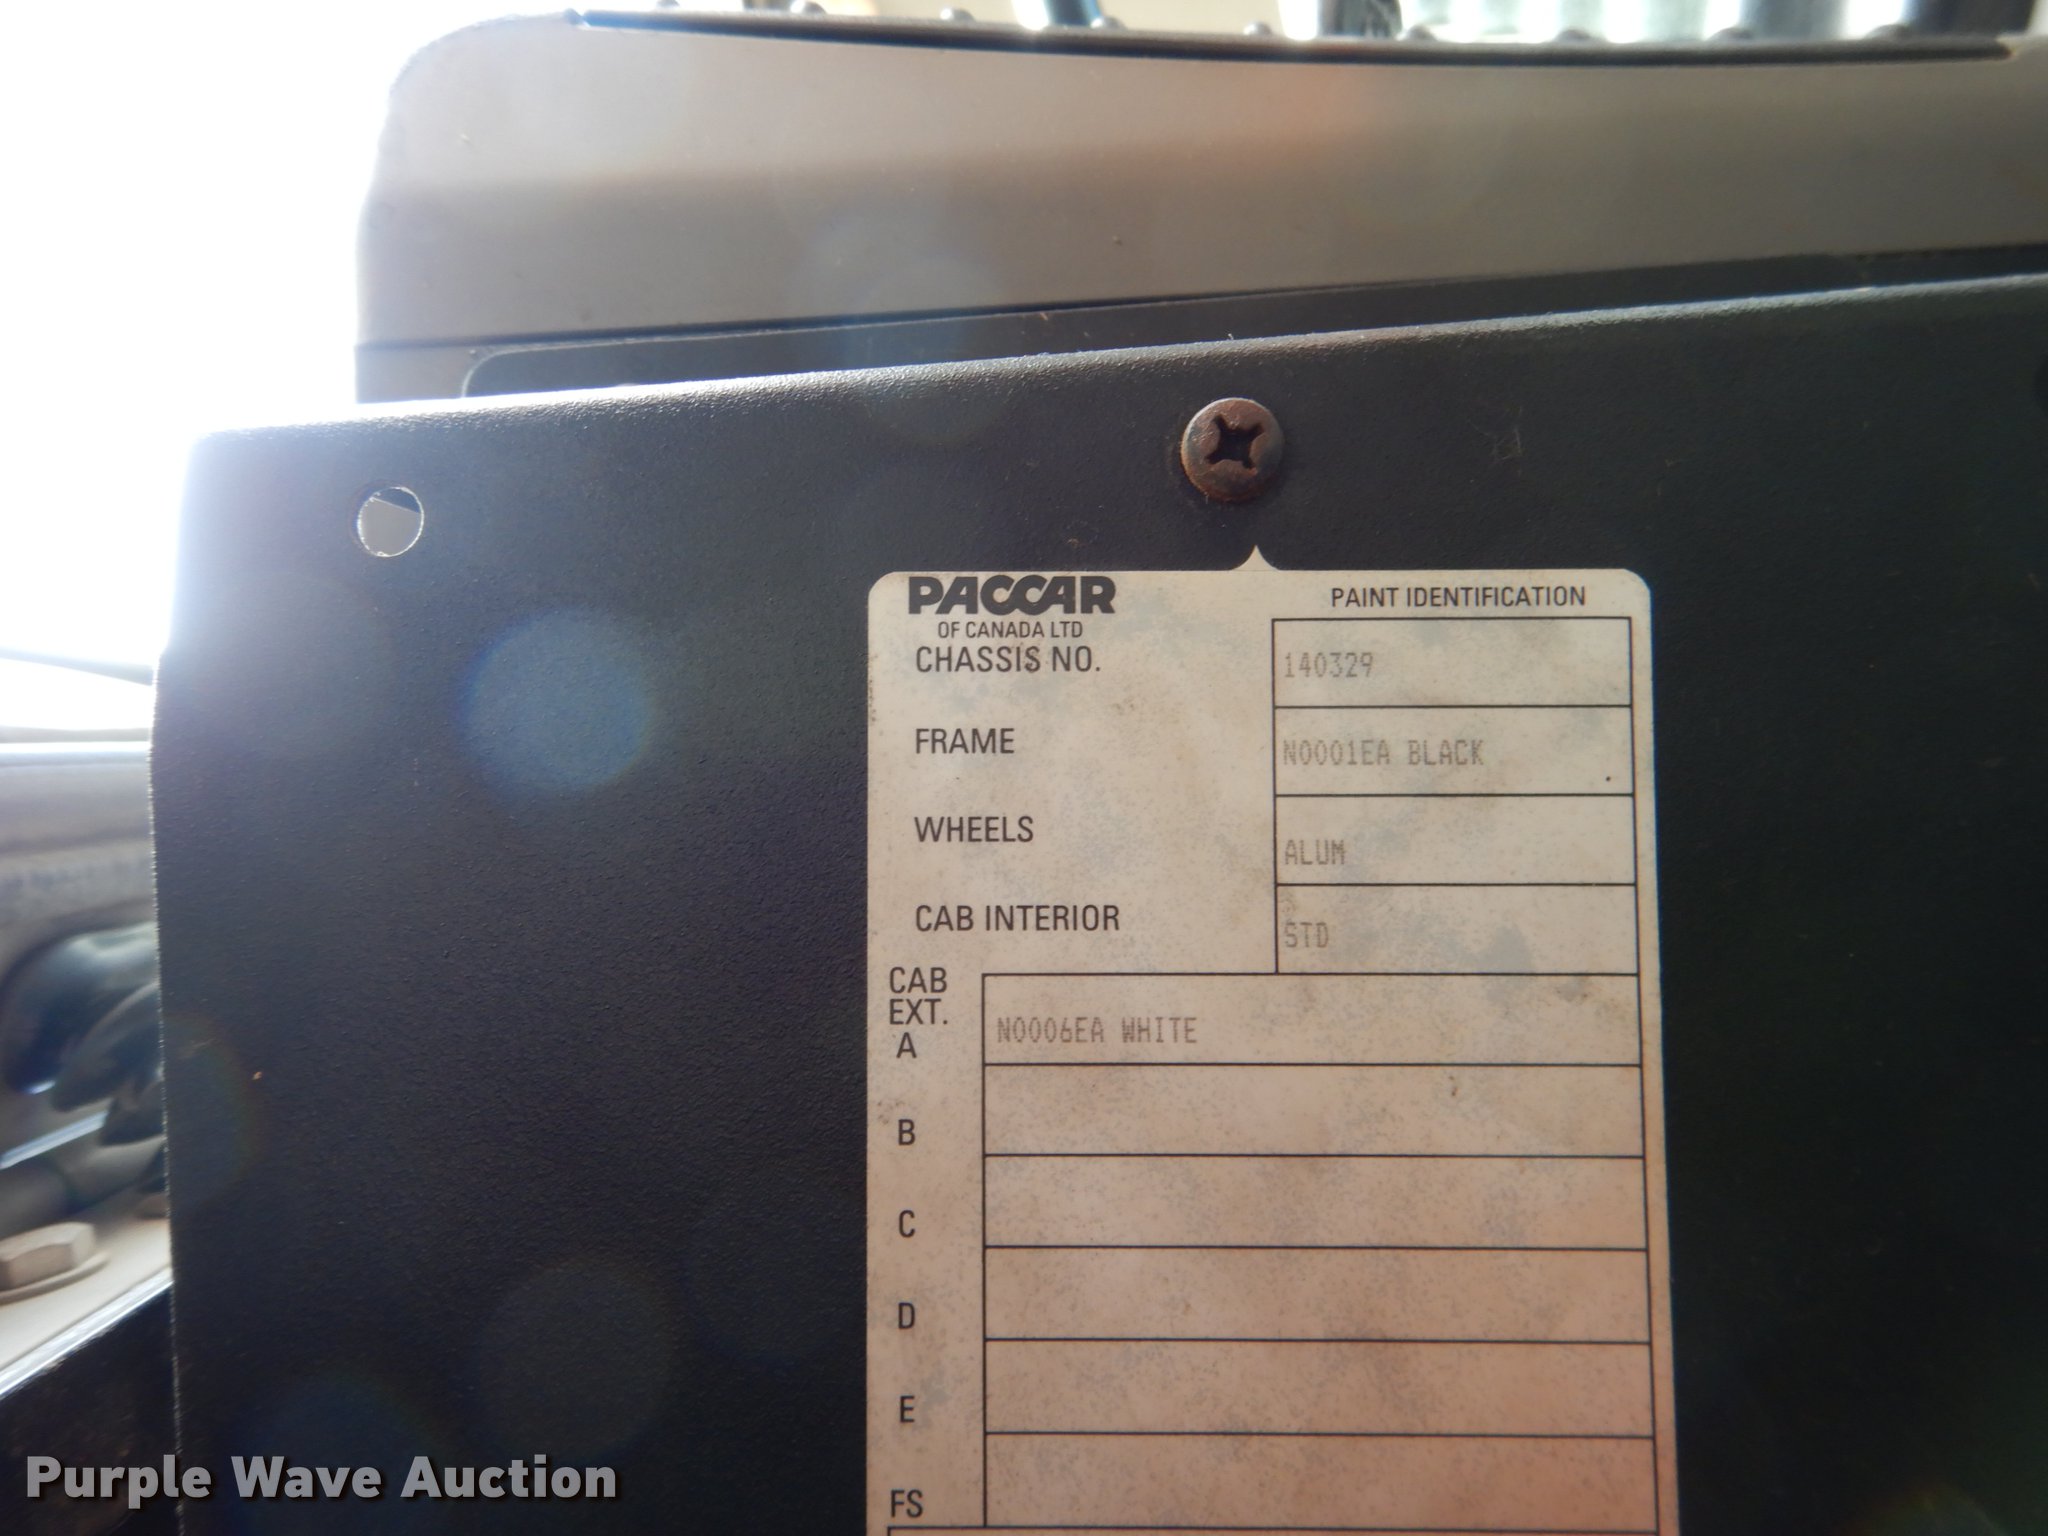 PACCAR
OF CANADA LTD
PAINT IDENTIFICATION
CHASSIS NO. 140329
FRAME N0001EA BLACK
WHEELS ALUM
CAB INTERIOR STD
CAB
EXT.
A N0006EA WHITE
B
C
D
E
FS
Purple Wave Auction